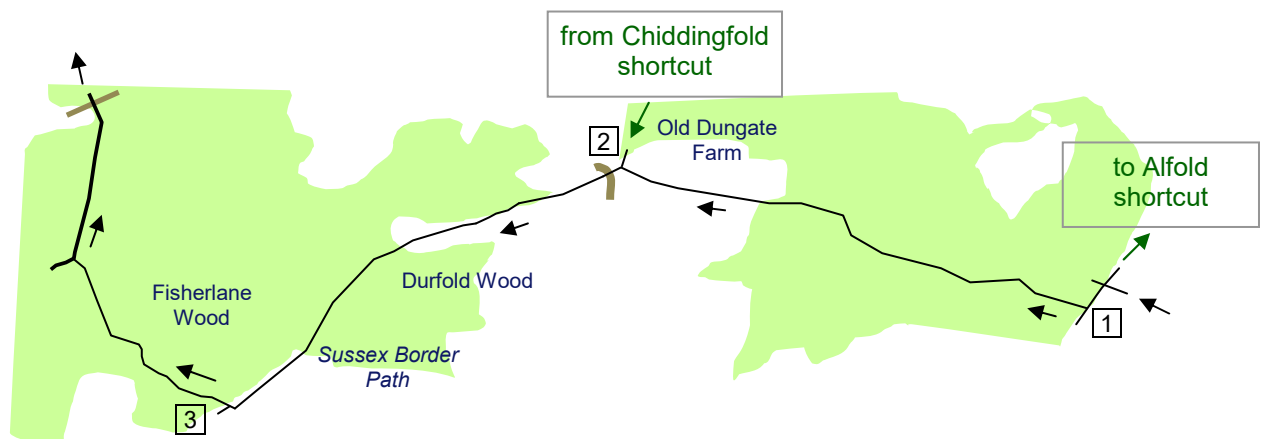 from Chiddingfold
shortcut
2
Old Dungate
Farm
to Alfold
shortcut
Durfold Wood
Fisherlane
Wood
1
Sussex Border
Path
3